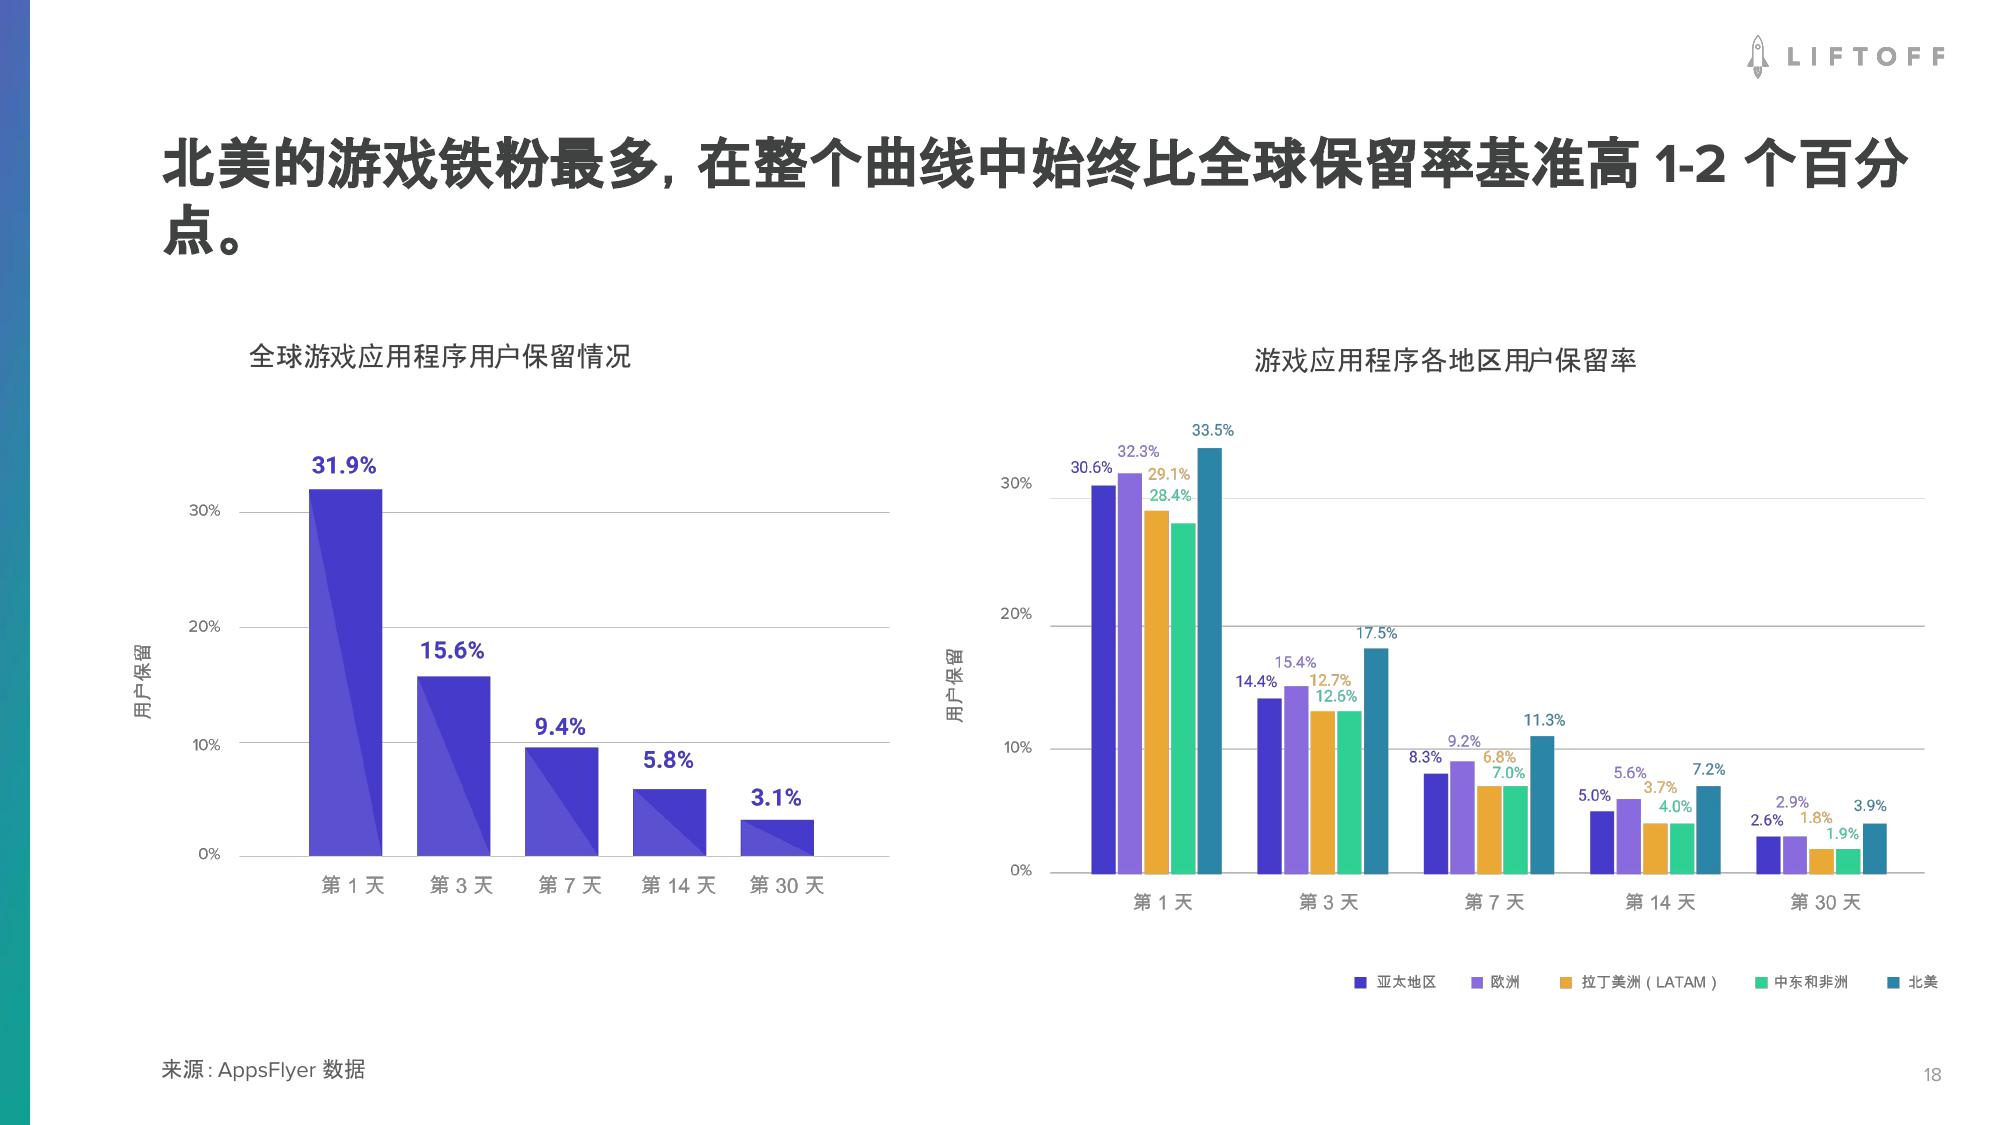 LIFTOFF
北美的游戏铁粉最多，在整个曲线中始终比全球保留率基准高 1-2 个百分
点。
全球游戏应用程序用户保留情况
31.9%
15.6%
9.4%
5.8%
3.1%
30%
20%
10%
0%
用户保留
第 1 天
第 3 天
第 7 天
第 14 天
第 30 天
游戏应用程序各地区用户保留率
30.6%
32.3%
29.1%
28.4%
33.5%
14.4%
15.4%
12.7%
12.6%
17.5%
8.3%
9.2%
6.8%
7.0%
11.3%
5.0%
5.6%
3.7%
4.0%
7.2%
2.6%
2.9%
1.8%
1.9%
3.9%
30%
20%
10%
0%
用户保留
第 1 天
第 3 天
第 7 天
第 14 天
第 30 天
亚太地区
欧洲
拉丁美洲 ( LATAM )
中东和非洲
北美
来源 : AppsFlyer 数据
18